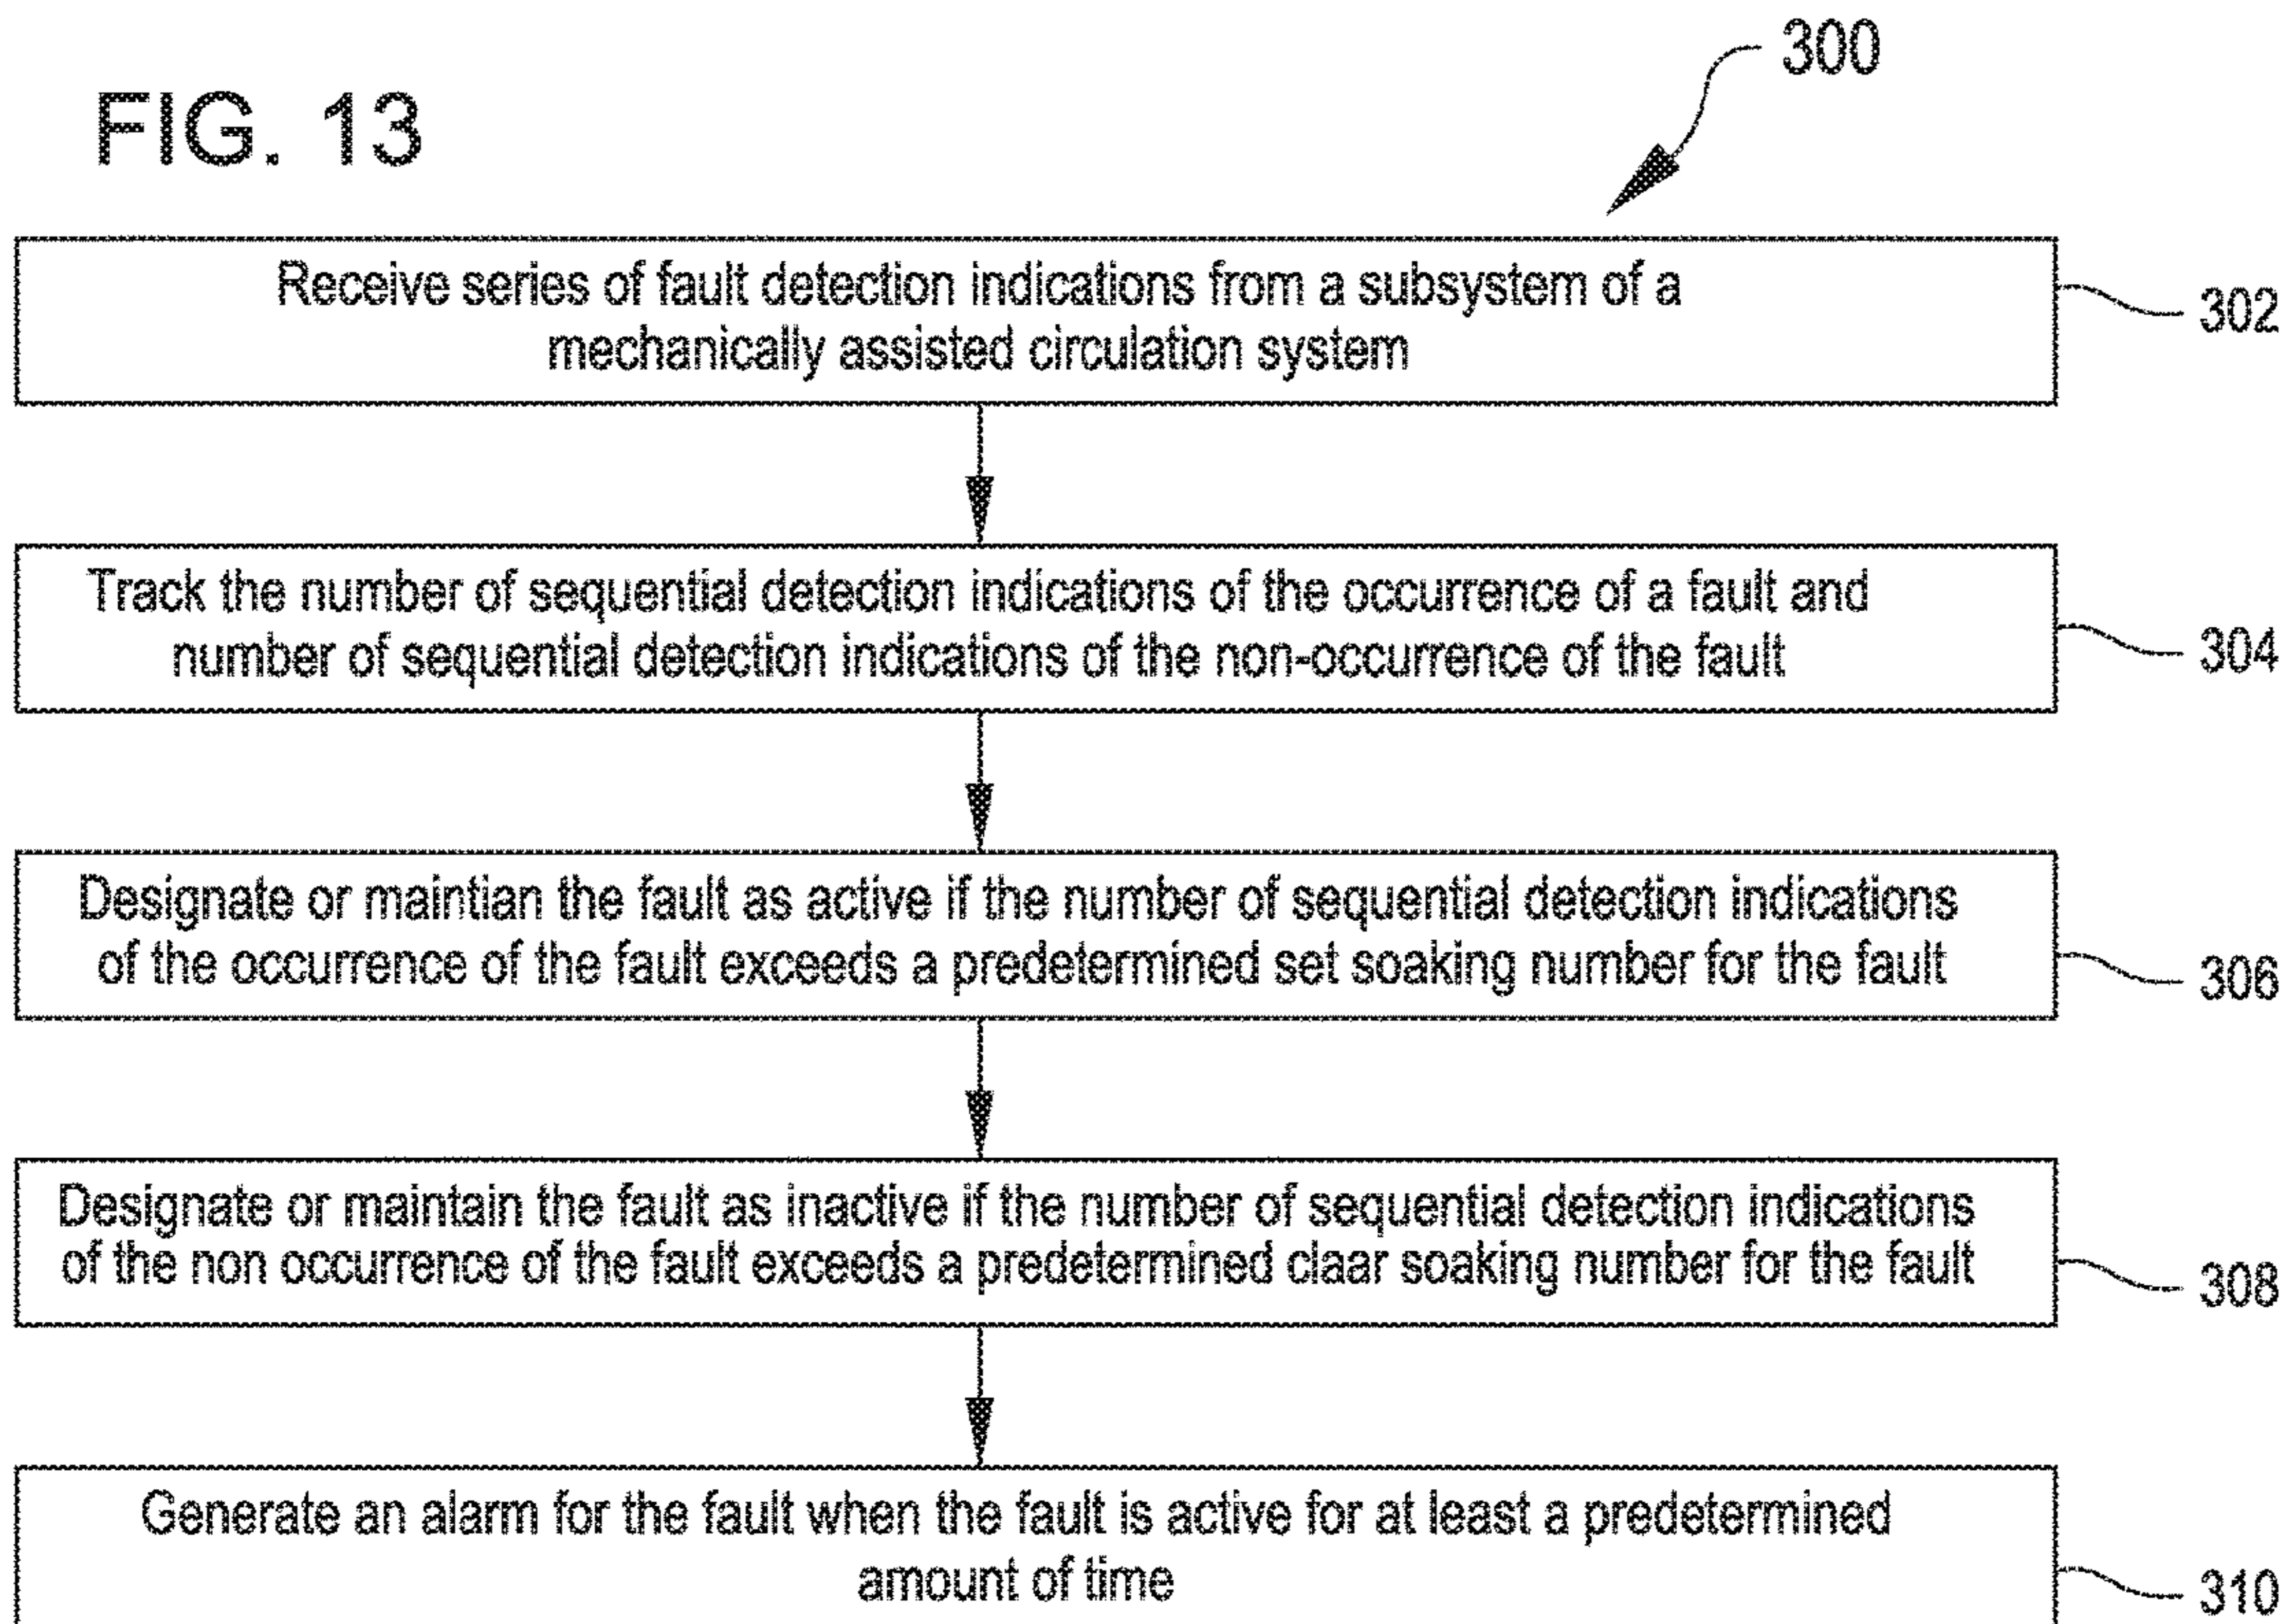 300
FIG. 13
Receive series of fault detection indications from a subsystem of a
mechanically assisted circulation system
302
Track the number of sequential detection indications of the occurrence of a fault and
number of sequential detection indications of the non-occurrence of the fault
304
Designate or maintian the fault as active if the number of sequential detection indications
of the occurrence of the fault exceeds a predetermined set soaking number for the fault
306
Designate or maintain the fault as inactive if the number of sequential detection indications
of the non occurrence of the fault exceeds a predetermined claar soaking number for the fault
308
Generate an alarm for the fault when the fault is active for at least a predetermined
amount of time
310